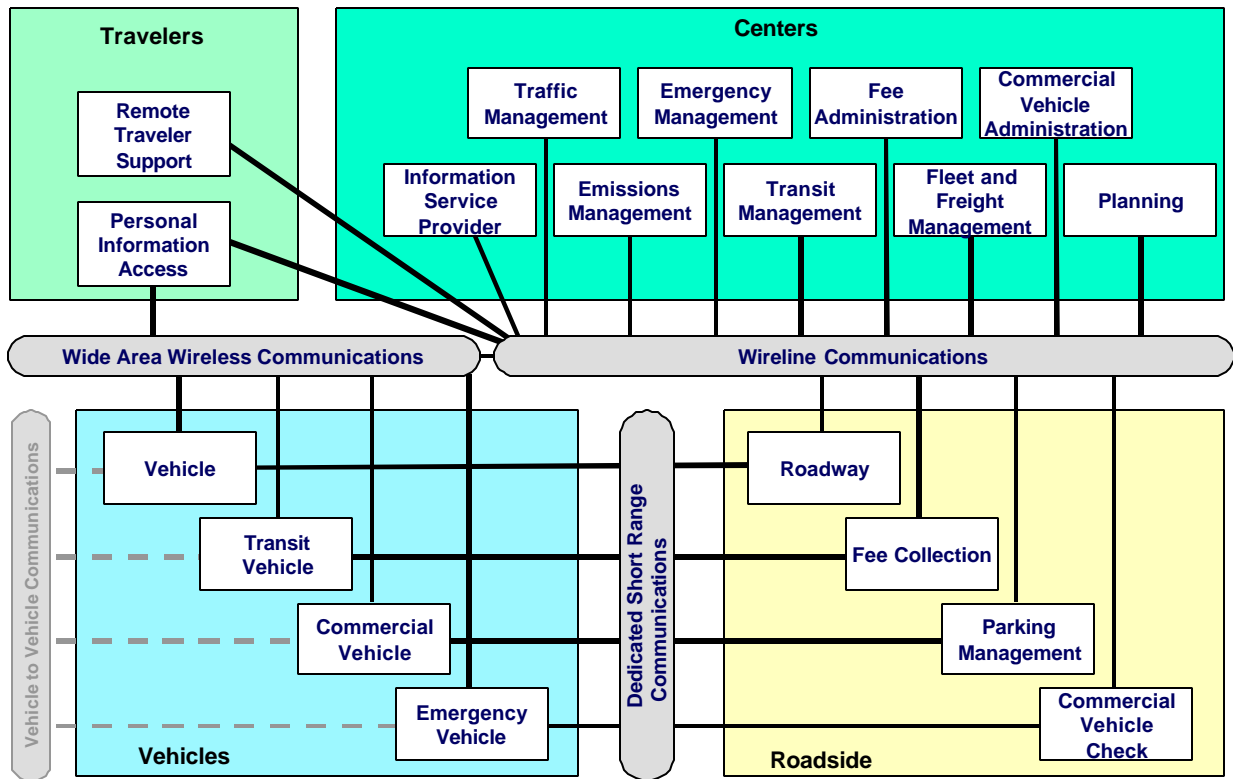 Travelers
Remote
Traveler
Support
Personal
Information
Access
Centers
Traffic
Management
Emergency
Management
Fee
Administration
Commercial
Vehicle
Administration
Information
Service
Provider
Emissions
Management
Transit
Management
Fleet and
Freight
Management
Planning
Wide Area Wireless Communications
Wireline Communications
Vehicle to Vehicle Communications
Vehicle
Transit
Vehicle
Commercial
Vehicle
Emergency
Vehicle
Vehicles
Dedicated Short Range
Communications
Roadway
Fee Collection
Parking
Management
Commercial
Vehicle
Check
Roadside